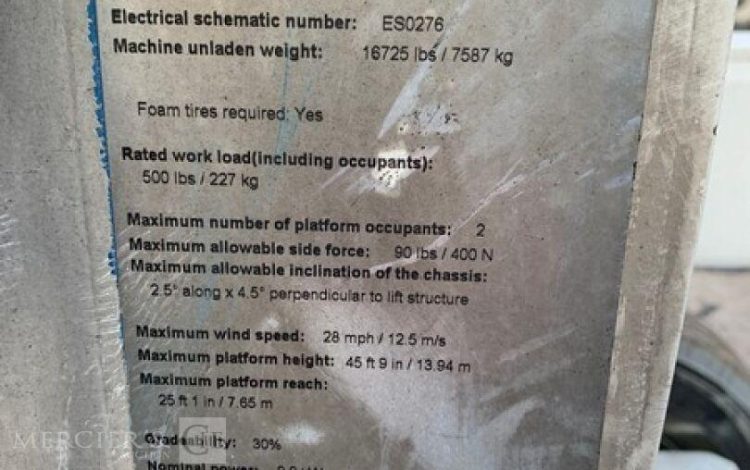 Electrical schematic number: ES0276
Machine unladen weight: 16725 lbs / 7587 kg
Foam tires required: Yes
Rated work load(including occupants):
500 lbs / 227 kg
Maximum number of platform occupants: 2
Maximum allowable side force: 90 lbs / 400 N
Maximum allowable inclination of the chassis:
2.5° along x 4.5° perpendicular to lift structure
Maximum wind speed: 28 mph / 12.5 m/s
Maximum platform height: 45 ft 9 in / 13.94 m
Maximum platform reach:
25 ft 1 in / 7.65 m
Gradeability: 30%
Nominal power:
MERCIER